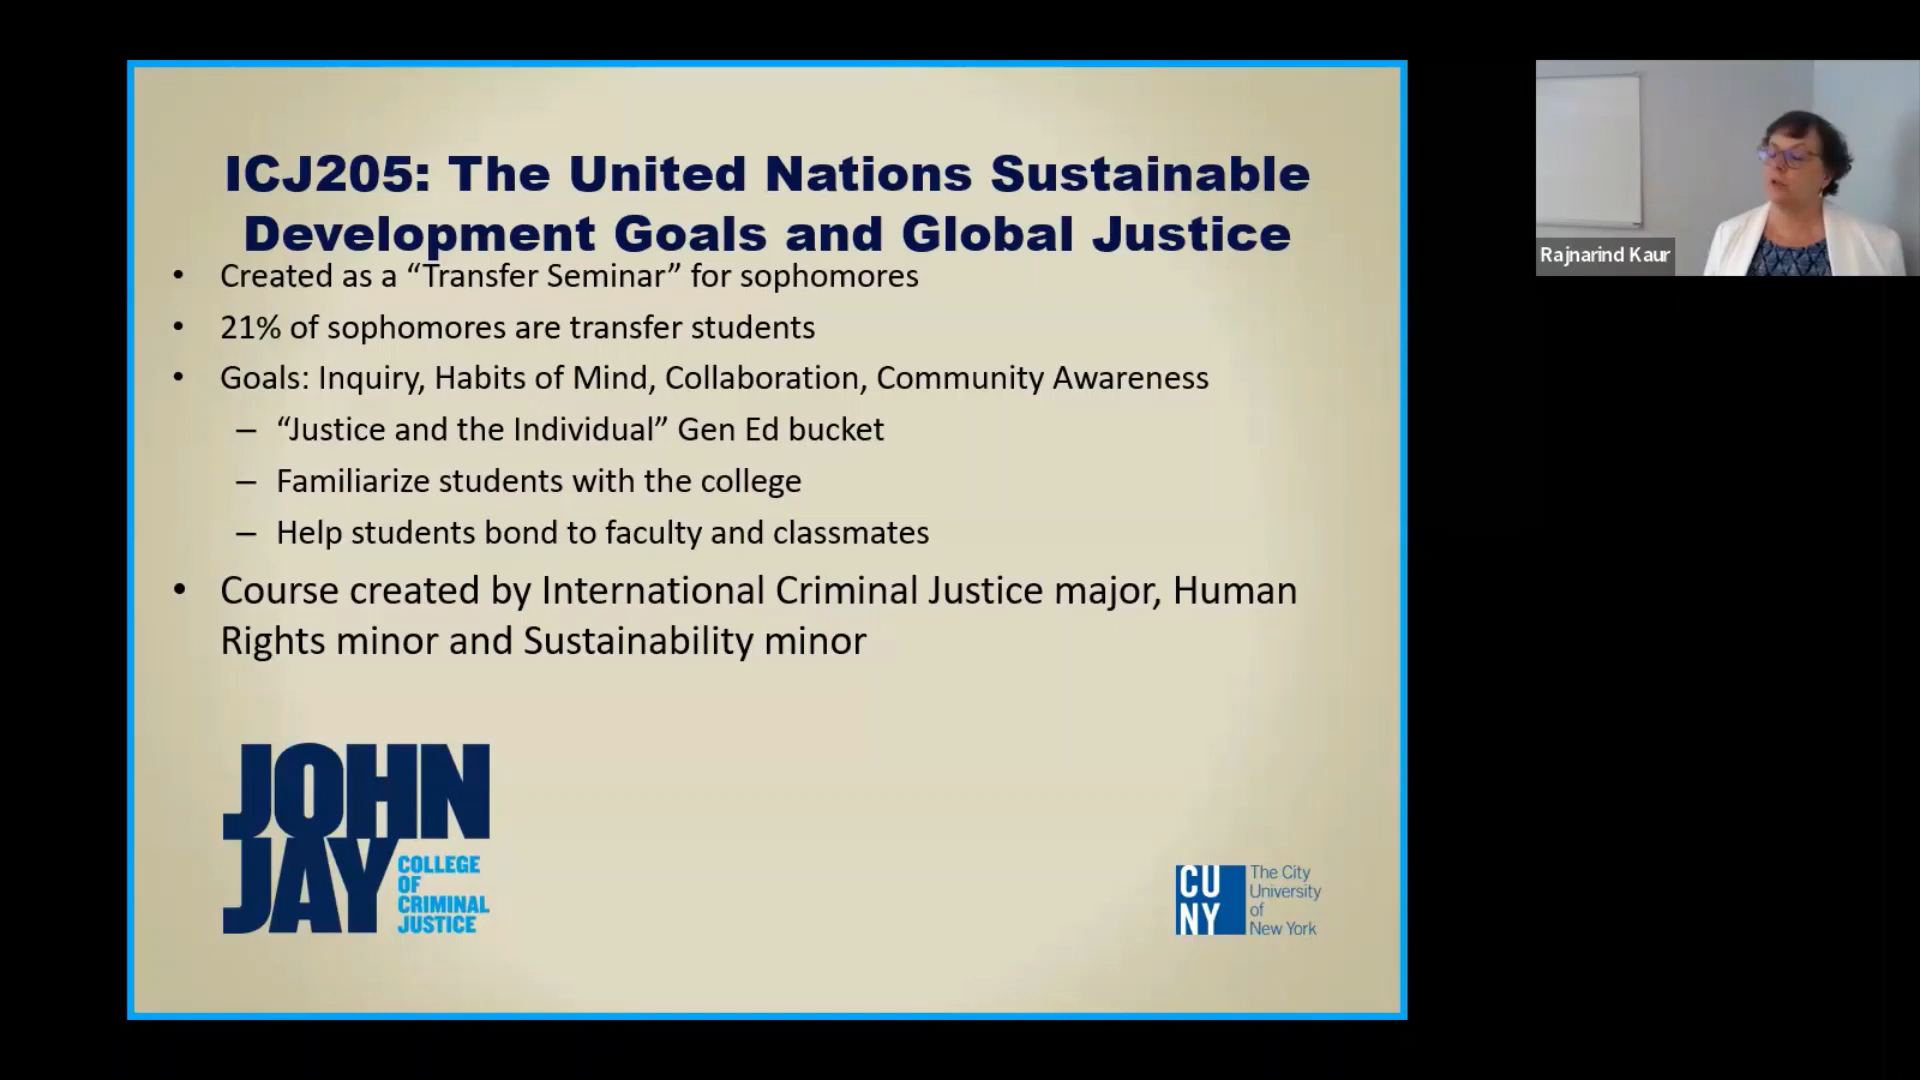 ICJ205: The United Nations Sustainable
Development Goals and Global Justice
• Created as a “Transfer Seminar” for sophomores
• 21% of sophomores are transfer students
• Goals: Inquiry, Habits of Mind, Collaboration, Community Awareness
– “Justice and the Individual” Gen Ed bucket
– Familiarize students with the college
– Help students bond to faculty and classmates
• Course created by International Criminal Justice major, Human
Rights minor and Sustainability minor
JOHN
JAY
COLLEGE
OF
CRIMINAL
JUSTICE
CU
NY
The City
University
of
New York
Rajnarind Kaur